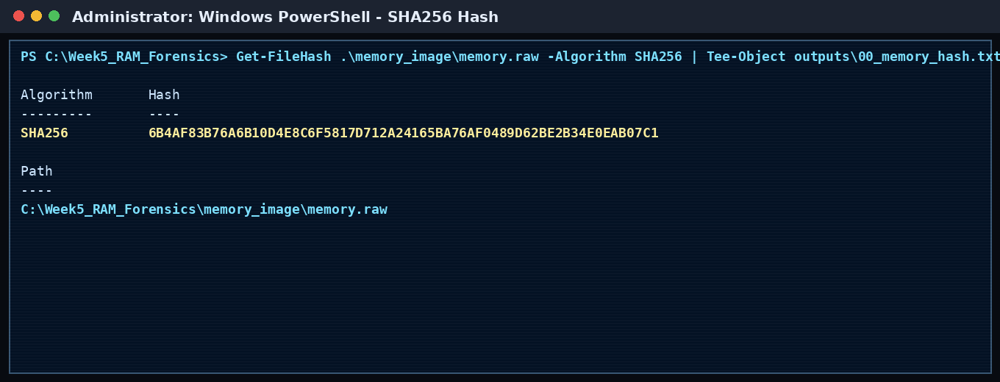 Administrator: Windows PowerShell - SHA256 Hash
PS C:\Week5_RAM_Forensics> Get-FileHash .\memory_image\memory.raw -Algorithm SHA256 | Tee-Object outputs\00_memory_hash.txt
Algorithm       Hash
---------       ----
SHA256          6B4AF83B76A6B10D4E8C6F5817D712A24165BA76AF0489D62BE2B34E0EAB07C1
Path
----
C:\Week5_RAM_Forensics\memory_image\memory.raw